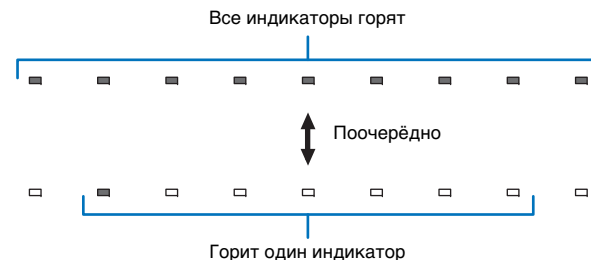 Все индикаторы горят
Поочерёдно
Горит один индикатор